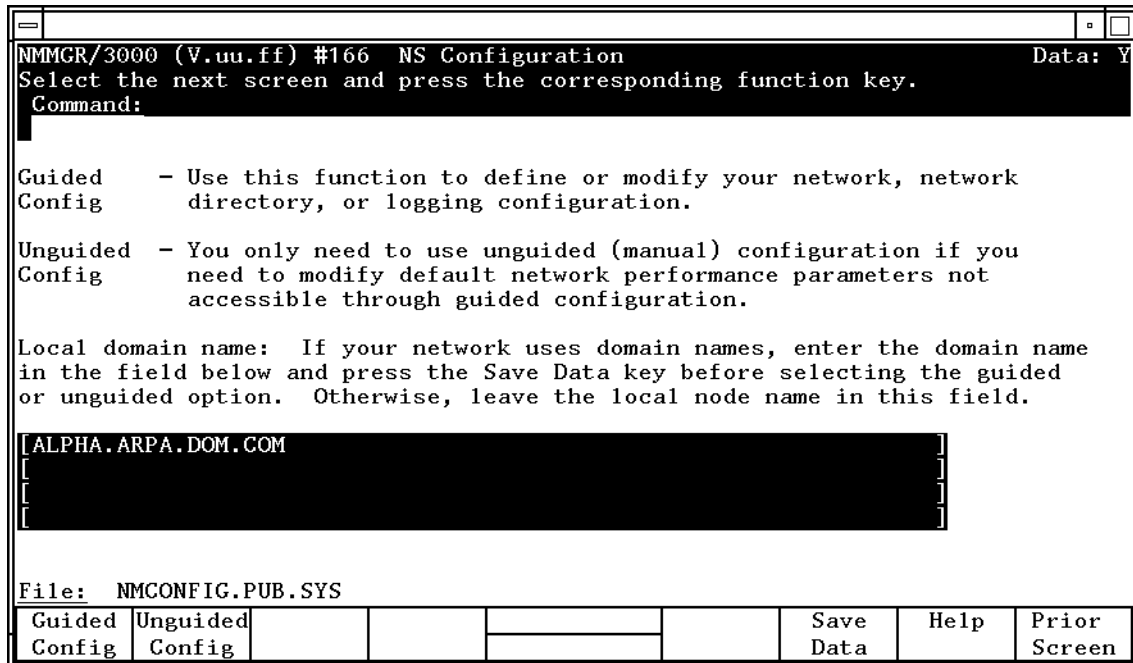 NMMGR/3000 (V.uu.ff) #166  NS Configuration                              Data: Y
Select the next screen and press the corresponding function key.
Command:
Guided    - Use this function to define or modify your network, network
Config      directory, or logging configuration.
Unguided  - You only need to use unguided (manual) configuration if you
Config      need to modify default network performance parameters not
accessible through guided configuration.
Local domain name:  If your network uses domain names, enter the domain name
in the field below and press the Save Data key before selecting the guided
or unguided option.  Otherwise, leave the local node name in this field.
[ALPHA.ARPA.DOM.COM                                                   ]
[                                                                     ]
[                                                                     ]
[                                                                     ]
File:  NMCONFIG.PUB.SYS
Guided Unguided Save Help Prior
Config Config Data Screen